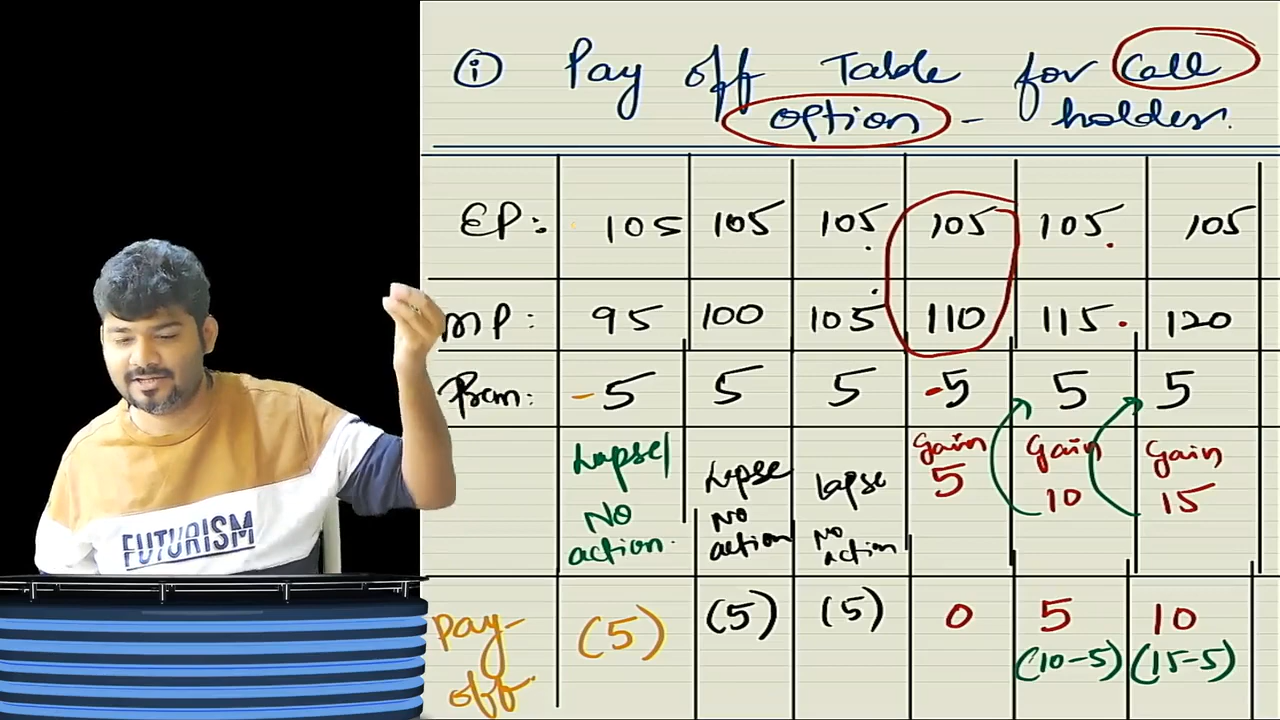 (i) Pay off Table for Call
option - holder.
EP: 105 105 105 105 105 105
MP: 95 100 105 110 115 120
Prem: -5 5 5 -5 5 5
Lapse/ Lapse lapse Gain Gain Gain
5 10 15
No No No
action. action action
Pay- (5) (5) (5) 0 5 10
off (10-5) (15-5)
FUTURISM